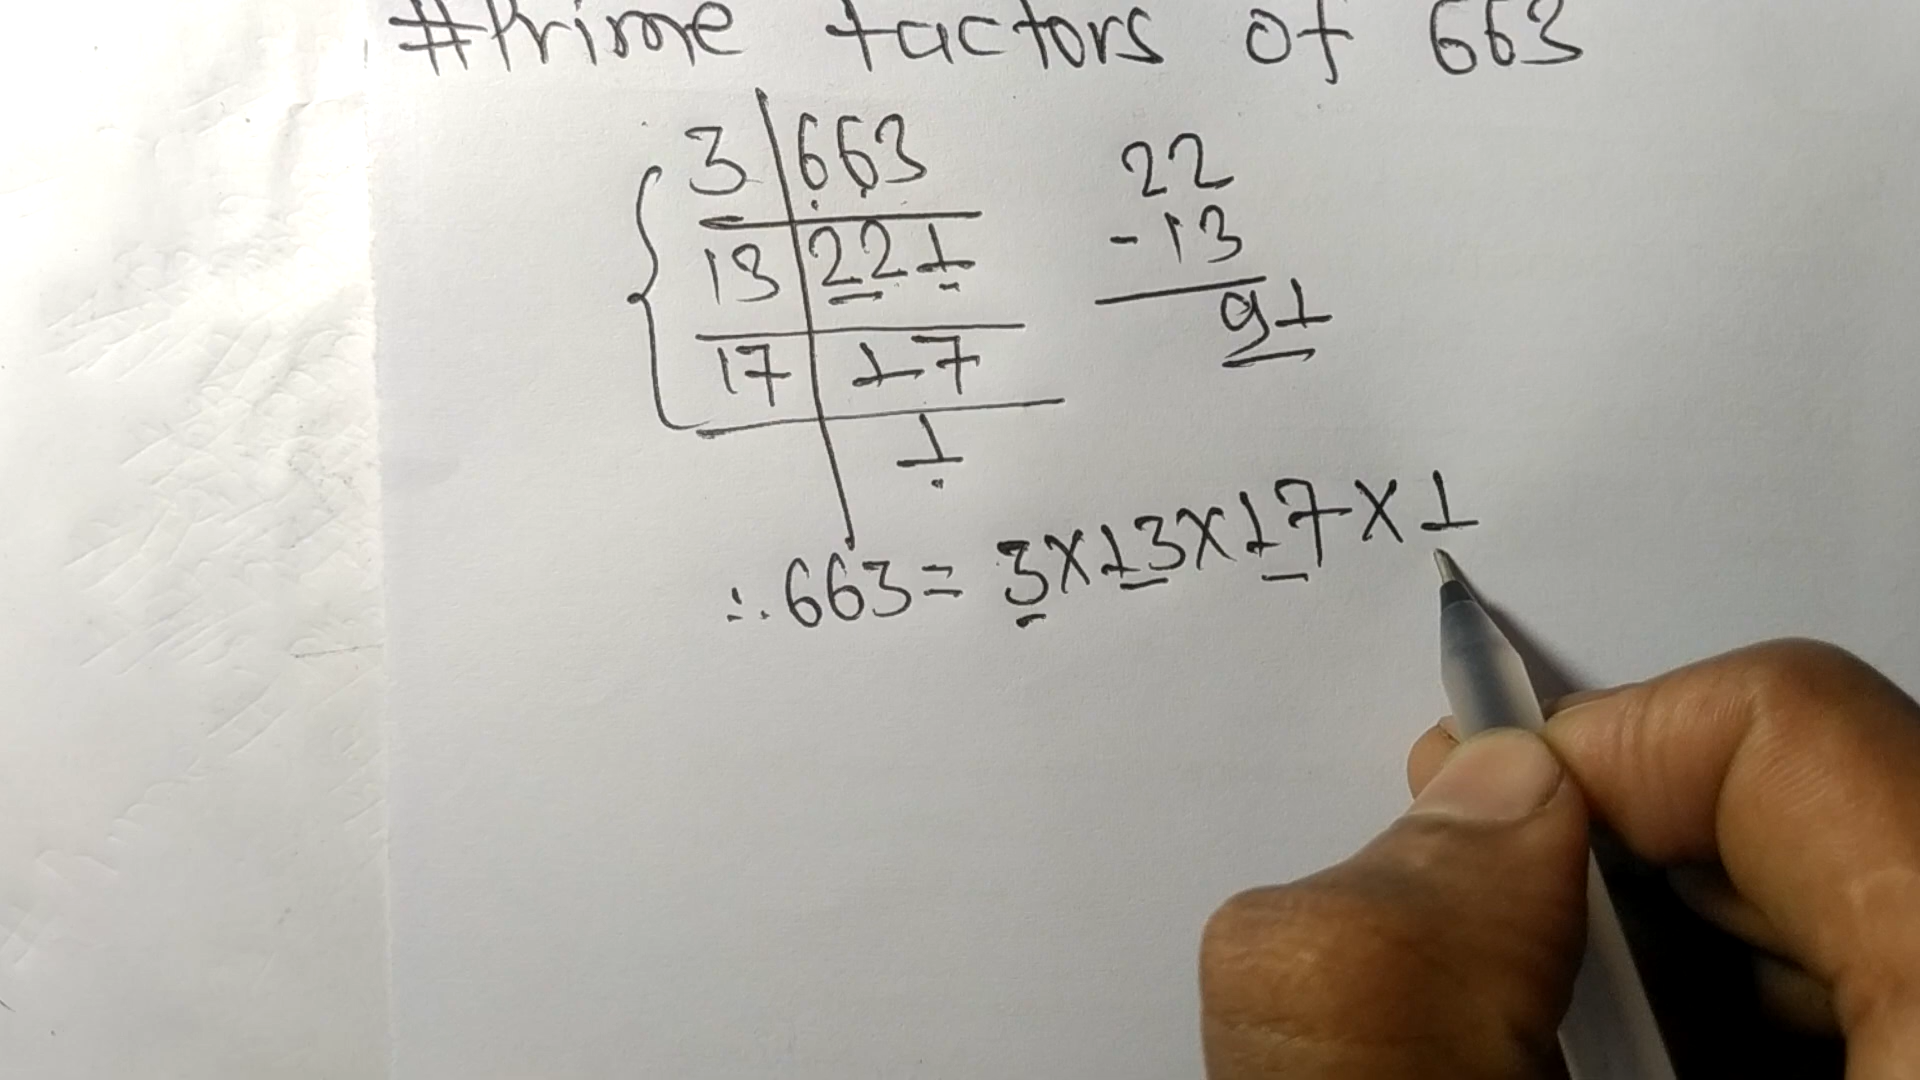 #Prime factors of 663
3 | 663
13 | 221
17 | 17
1
22
-13
91
∴ 663 = 3×13×17×1